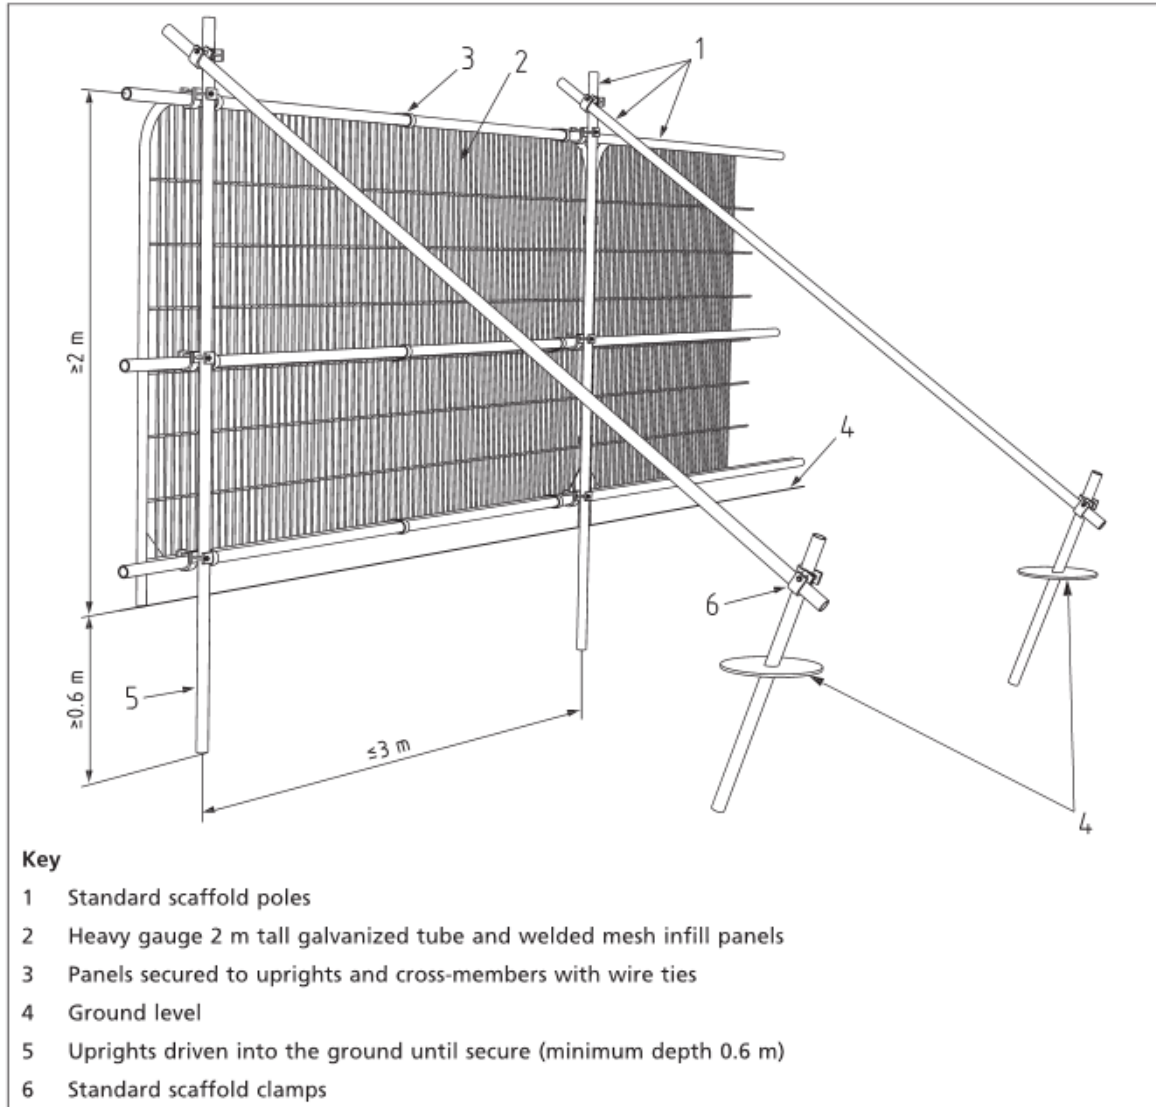 3
2
1
≥2 m
4
6
5
≥0.6 m
≤3 m
4
Key
1 Standard scaffold poles
2 Heavy gauge 2 m tall galvanized tube and welded mesh infill panels
3 Panels secured to uprights and cross-members with wire ties
4 Ground level
5 Uprights driven into the ground until secure (minimum depth 0.6 m)
6 Standard scaffold clamps